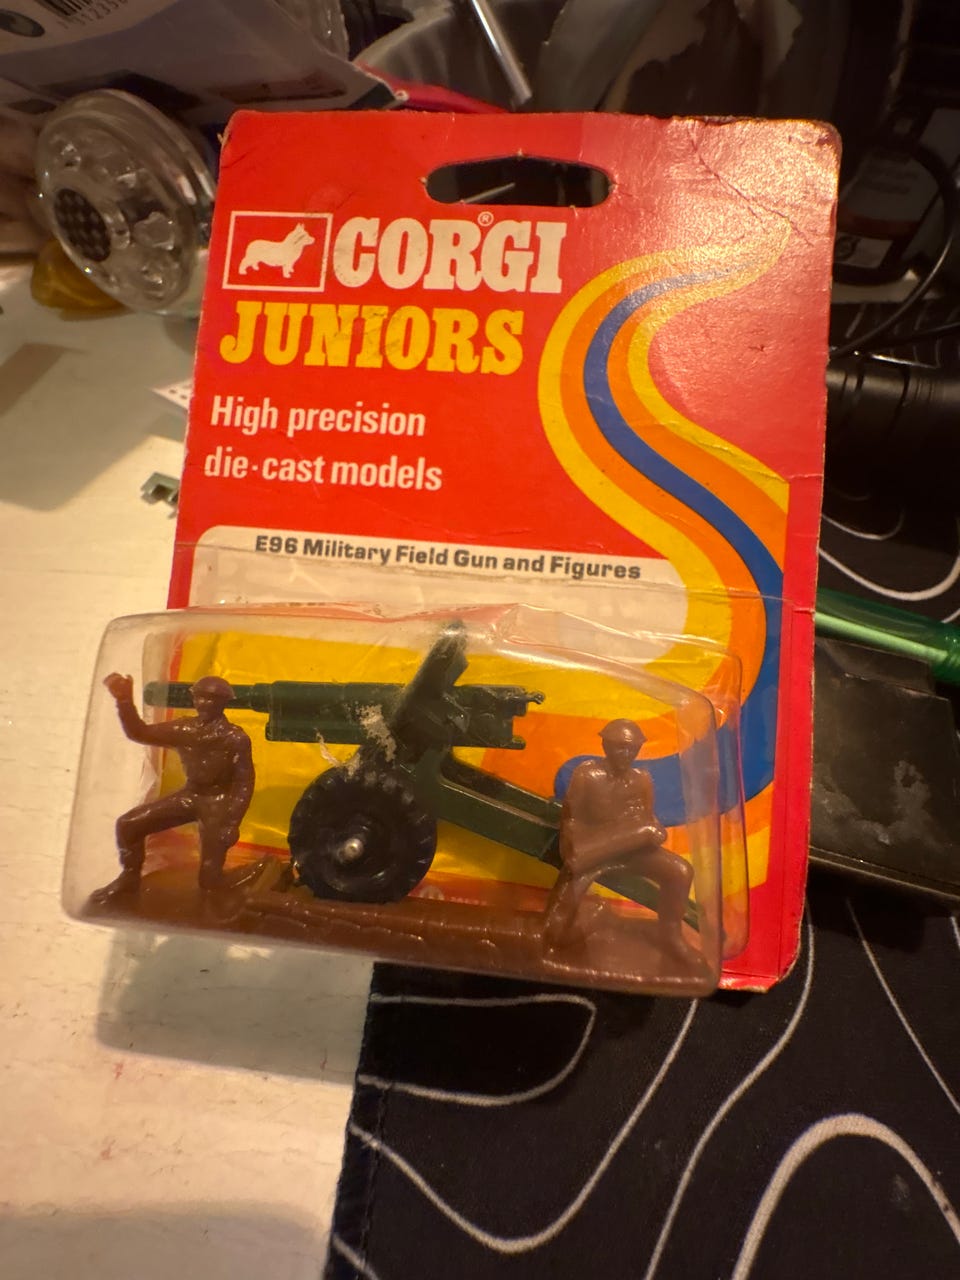 CORGI®
JUNIORS
High precision
die-cast models
E96 Military Field Gun and Figures